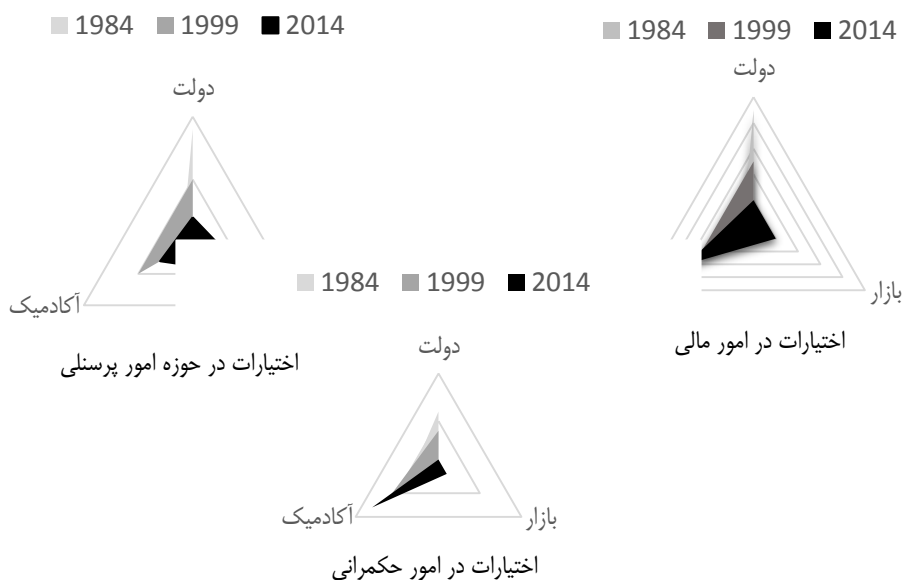 1984 1999 2014
دولت
آکادمیک
اختیارات در حوزه امور پرسنلی
1984 1999 2014
دولت
بازار
اختیارات در امور مالی
1984 1999 2014
دولت
آکادمیک
بازار
اختیارات در امور حکمرانی